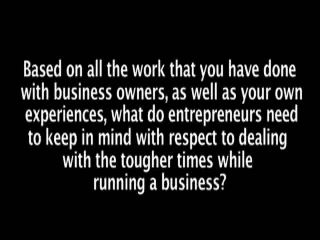 Based on all the work that you have done
with business owners, as well as your own
experiences, what do entrepreneurs need
to keep in mind with respect to dealing
with the tougher times while
running a business?